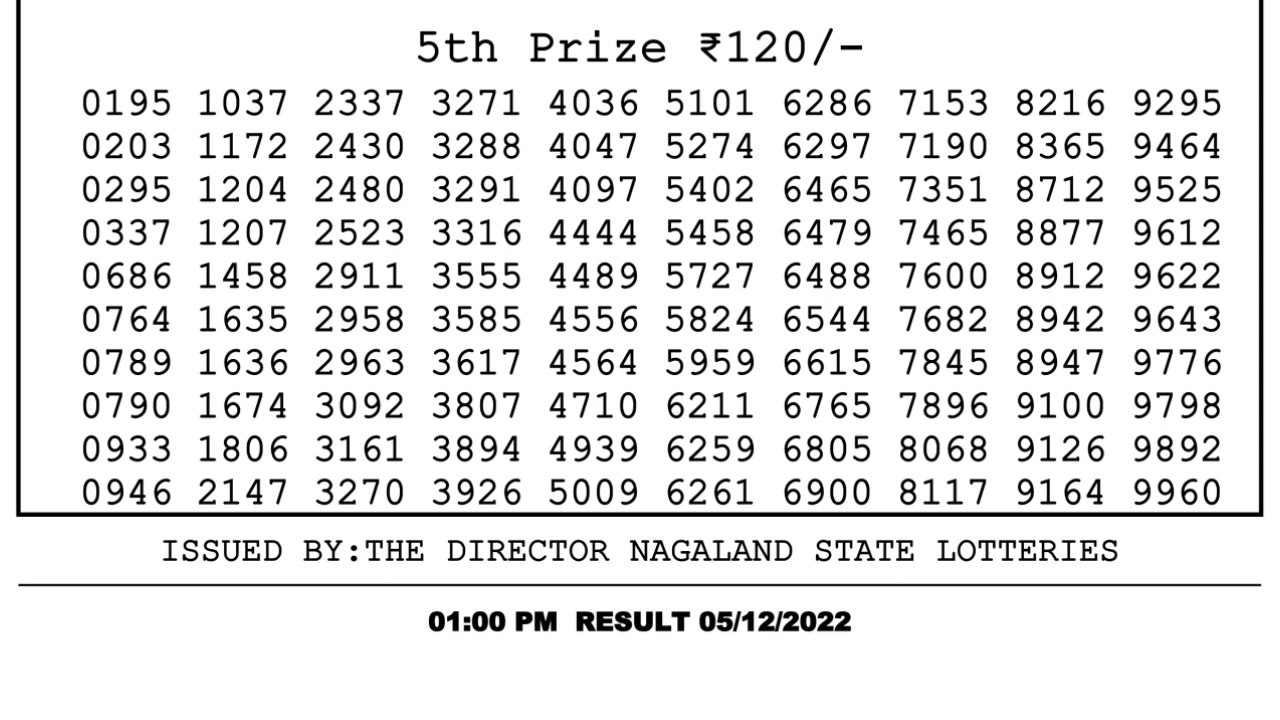 5th Prize ₹120/-
0195 1037 2337 3271 4036 5101 6286 7153 8216 9295
0203 1172 2430 3288 4047 5274 6297 7190 8365 9464
0295 1204 2480 3291 4097 5402 6465 7351 8712 9525
0337 1207 2523 3316 4444 5458 6479 7465 8877 9612
0686 1458 2911 3555 4489 5727 6488 7600 8912 9622
0764 1635 2958 3585 4556 5824 6544 7682 8942 9643
0789 1636 2963 3617 4564 5959 6615 7845 8947 9776
0790 1674 3092 3807 4710 6211 6765 7896 9100 9798
0933 1806 3161 3894 4939 6259 6805 8068 9126 9892
0946 2147 3270 3926 5009 6261 6900 8117 9164 9960
ISSUED BY:THE DIRECTOR NAGALAND STATE LOTTERIES
01:00 PM RESULT 05/12/2022